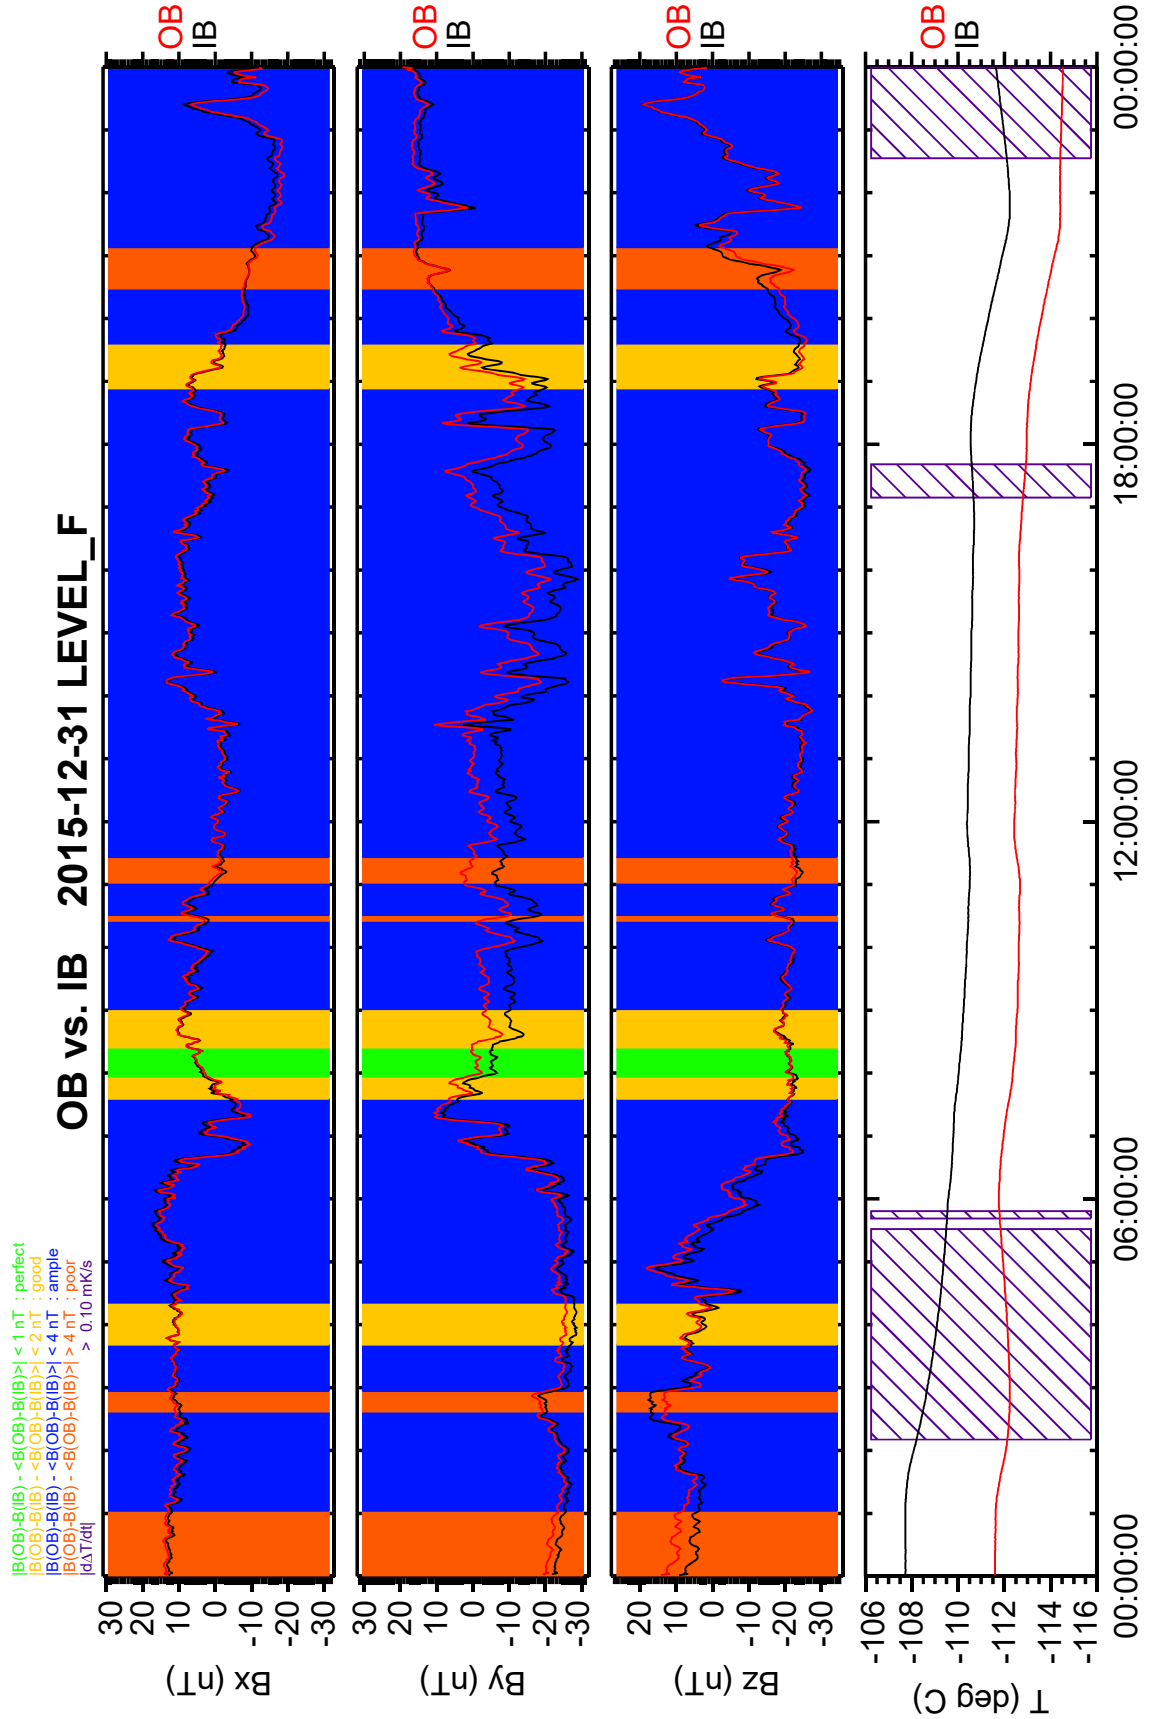 |B(OB)-B(IB) - <B(OB)-B(IB)>| < 1 nT : perfect
|B(OB)-B(IB) - <B(OB)-B(IB)>| < 2 nT : good
|B(OB)-B(IB) - <B(OB)-B(IB)>| < 4 nT : ample
|B(OB)-B(IB) - <B(OB)-B(IB)>| > 4 nT : poor
|dΔT/dt| > 0.10 mK/s
OB vs. IB 2015-12-31 LEVEL_F
Bx (nT)
30
20
10
0
-10
-20
-30
OB
IB
By (nT)
30
20
10
0
-10
-20
-30
OB
IB
Bz (nT)
20
10
0
-10
-20
-30
OB
IB
T (deg C)
-106
-108
-110
-112
-114
-116
OB
IB
00:00:00
06:00:00
12:00:00
18:00:00
00:00:00